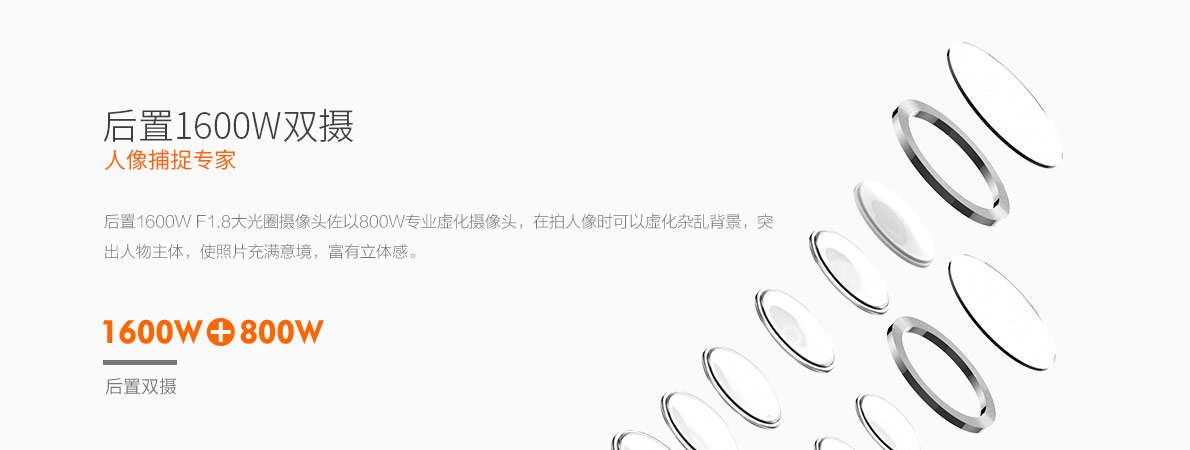 后置1600W双摄
人像捕捉专家
后置1600W F1.8大光圈摄像头佐以800W专业虚化摄像头，在拍人像时可以虚化杂乱背景，突
出人物主体，使照片充满意境，富有立体感。
1600W+800W
后置双摄